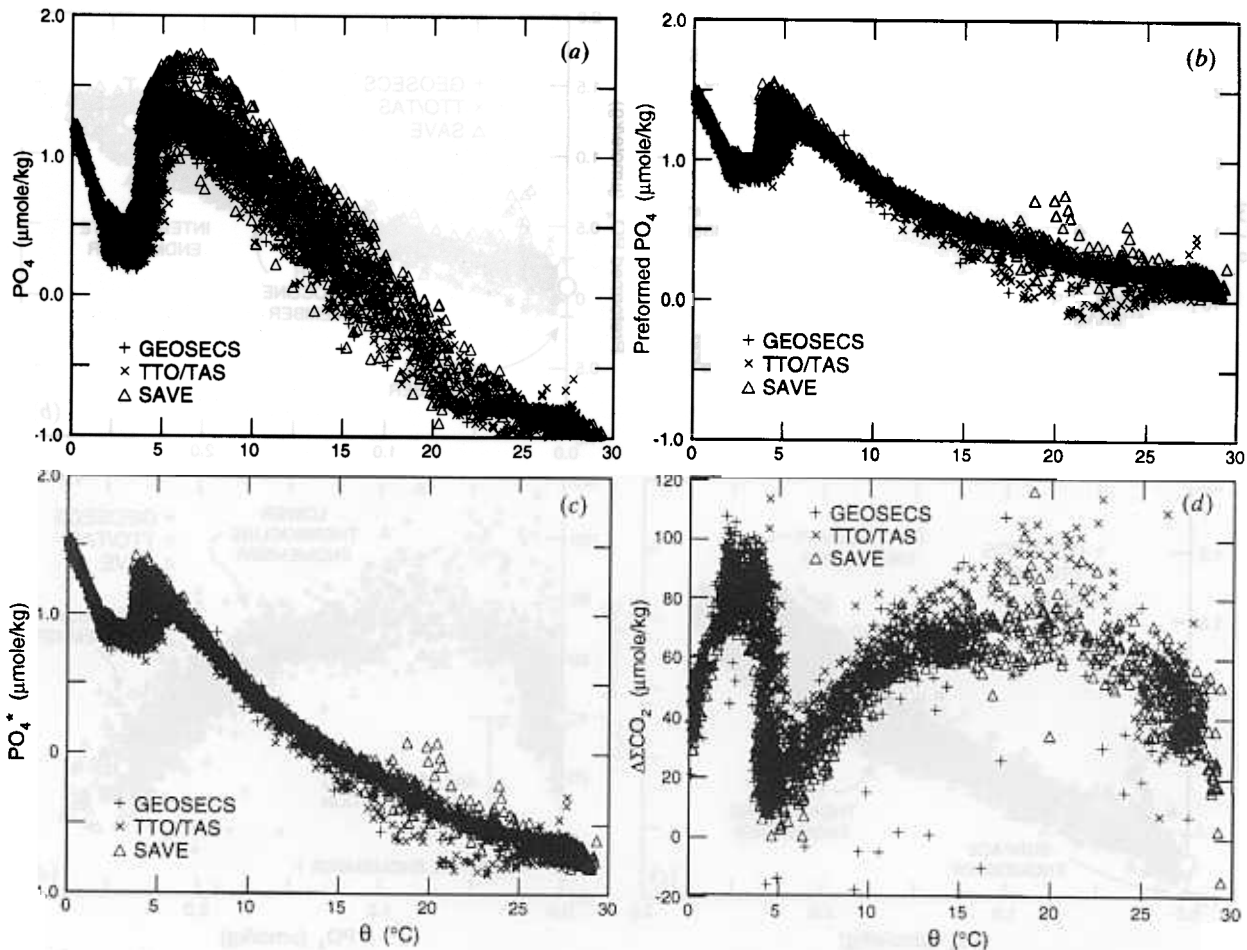 (a)
2.0
1.0
0.0
-1.0
PO4 (µmole/kg)
+ GEOSECS
× TTO/TAS
△ SAVE
0 5 10 15 20 25 30
(b)
2.0
1.0
0.0
-1.0
Preformed PO4 (µmole/kg)
+ GEOSECS
× TTO/TAS
△ SAVE
0 5 10 15 20 25 30
(c)
2.0
1.0
0
1.0
PO4* (µmole/kg)
+ GEOSECS
× TTO/TAS
△ SAVE
0 5 10 15 20 25 30
θ (°C)
(d)
120
100
80
60
40
20
0
-20
ΔΣCO2 (µmole/kg)
+ GEOSECS
× TTO/TAS
△ SAVE
0 5 10 15 20 25 30
θ (°C)